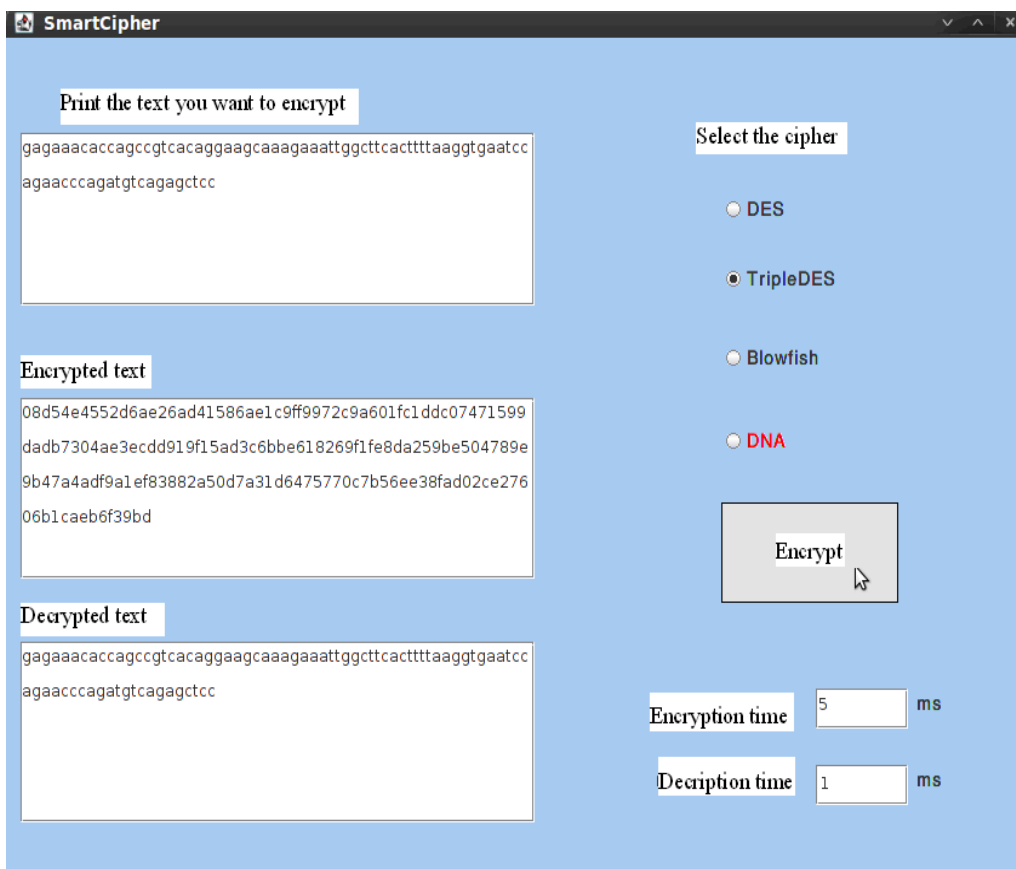 SmartCipher
Print the text you want to encrypt
gagaaacaccagccgtcacaggaagcaaagaaattggcttcacttttaaggtgaatcc
agaacccagatgtcagagctcc
Encrypted text
08d54e4552d6ae26ad41586ae1c9ff9972c9a601fc1ddc07471599
dadb7304ae3ecdd919f15ad3c6bbe618269f1fe8da259be504789e
9b47a4adf9a1ef83882a50d7a31d6475770c7b56ee38fad02ce276
06b1caeb6f39bd
Decrypted text
gagaaacaccagccgtcacaggaagcaaagaaattggcttcacttttaaggtgaatcc
agaacccagatgtcagagctcc
Select the cipher
DES
TripleDES
Blowfish
DNA
Encrypt
Encryption time 5 ms
Decription time 1 ms